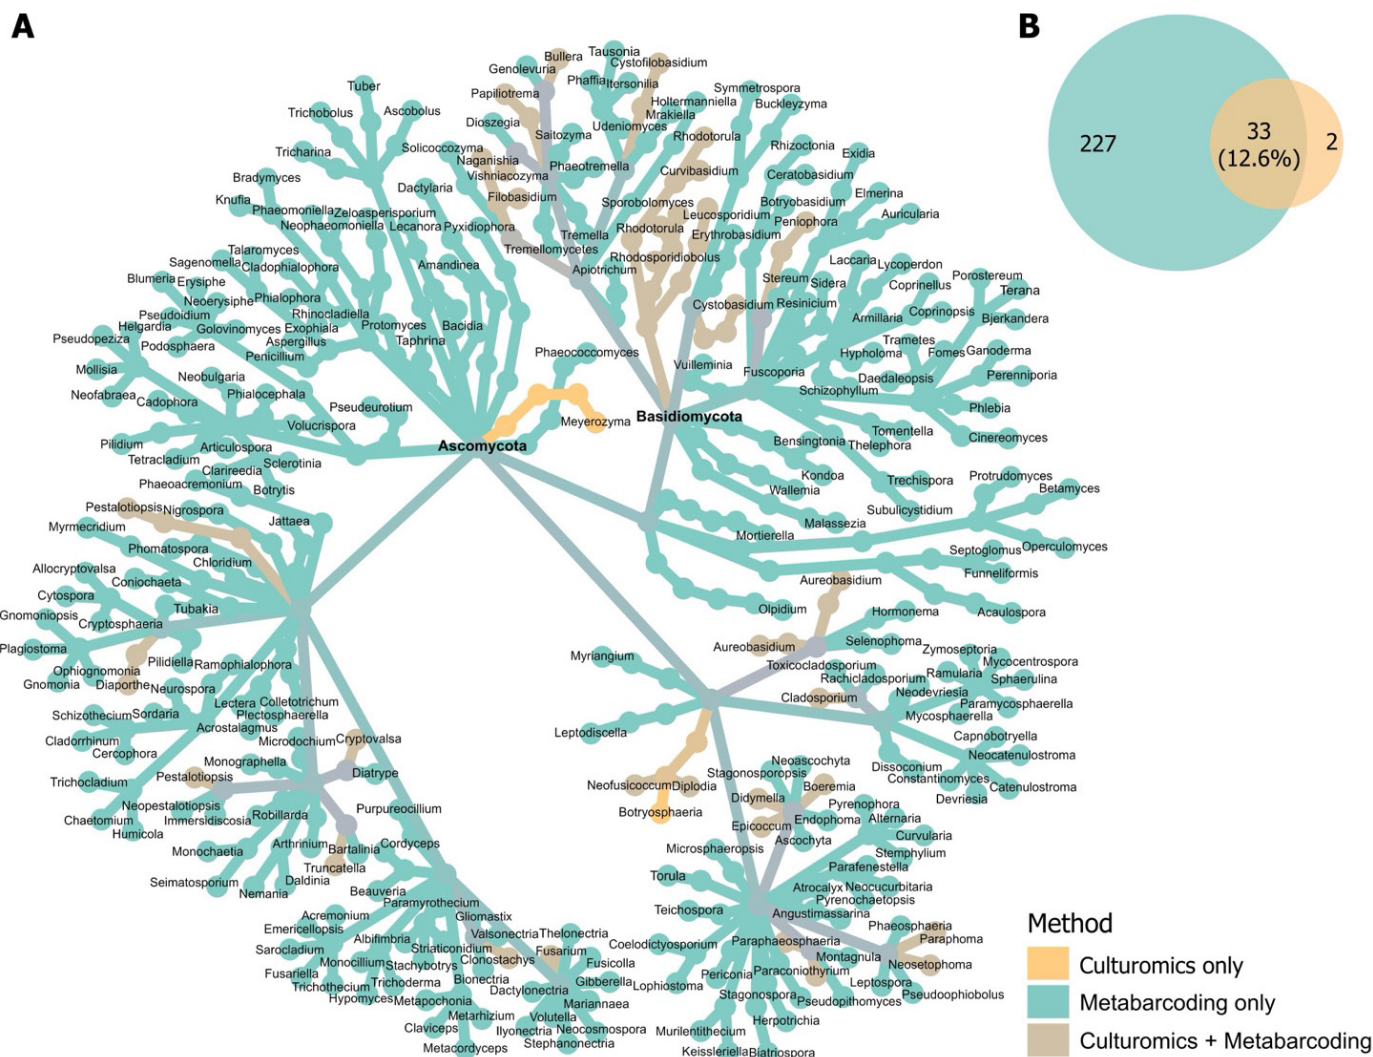 A
B
Bullera
Tausonia
Genolevuria
Cystofilobasidium
Phaffia
Itersonilia
Tuber
Papiliotrema
Holtermanniella
Symmetrospora
Trichobolus
Ascobolus
Mrakiella
Buckleyzyma
Dioszegia
Saitozyma
Udeniomyces
Rhodotorula
Tricharina
Solicoccozyma
Rhizoctonia
Exidia
Naganishia
Phaeotremella
Curvibasidium
Ceratobasidium
Vishniacozyma
Bradymyces
Dactylaria
Filobasidium
Sporobolomyces
Elmerina
Knufia
Botryobasidium
Phaeomoniella
Zeloasperisporium
Leucosporidium
Auricularia
Neophaeomoniella
Lecanora
Pyxidiophora
Tremella
Rhodotorula
Erythrobasidium
Peniophora
Talaromyces
Tremellomycetes
Rhodosporidiobolus
Sagenomella
Cladophialophora
Amandinea
Apiotrichum
Laccaria
Lycoperdon
Blumeria
Erysiphe
Stereum
Sidera
Coprinellus
Porostereum
Neoerysiphe
Phialophora
Cystobasidium
Resinicium
Terana
Pseudoidium
Rhinocladiella
Armillaria
Coprinopsis
Bjerkandera
Helgardia
Golovinomyces
Exophiala
Protomyces
Bacidia
Pseudopeziza
Podosphaera
Aspergillus
Taphrina
Trametes
Penicillium
Phaeococcomyces
Hypholoma
Fomes
Ganoderma
Mollisia
Neobulgaria
Vuilleminia
Fuscoporia
Daedaleopsis
Perenniporia
Neofabraea
Cadophora
Phialocephala
Schizophyllum
Pseudeurotium
Phlebia
Volucrispora
Meyerozyma
Basidiomycota
Pilidium
Articulospora
Ascomycota
Bensingtonia
Tomentella
Thelephora
Cinereomyces
Tetracladium
Clarireedia
Sclerotinia
Kondoa
Trechispora
Protrudomyces
Phaeoacremonium
Botrytis
Wallemia
Betamyces
Pestalotiopsis
Nigrospora
Subulicystidium
Myrmecridium
Jattaea
Malassezia
Mortierella
Phomatospora
Chloridium
Septoglomus
Operculomyces
Allocryptovalsa
Coniochaeta
Aureobasidium
Funneliformis
Cytospora
Tubakia
Olpidium
Hormonema
Acaulospora
Gnomoniopsis
Cryptosphaeria
Plagiostoma
Aureobasidium
Selenophoma
Zymoseptoria
Pilidiella
Ramophialophora
Myriangium
Toxicocladosporium
Mycocentrospora
Ophiognomonia
Rachicladosporium
Ramularia
Sphaerulina
Gnomonia
Diaporthe
Neurospora
Cladosporium
Neodevriesia
Paramycosphaerella
Lectera
Colletotrichum
Schizothecium
Sordaria
Plectosphaerella
Mycosphaerella
Acrostalagmus
Leptodiscella
Capnobotryella
Cladorrhinum
Microdochium
Cryptovalsa
Cercophora
Neocatenulostroma
Monographella
Neoascochyta
Dissoconium
Trichocladium
Pestalotiopsis
Diatrype
Stagonosporopsis
Constantinomyces
Neofusicoccum
Diplodia
Boeremia
Catenulostroma
Neopestalotiopsis
Didymella
Pyrenophora
Devriesia
Chaetomium
Immersidiscosia
Robillarda
Purpureocillium
Botryosphaeria
Endophoma
Alternaria
Humicola
Epicoccum
Ascochyta
Curvularia
Monochaetia
Arthrinium
Bartalinia
Cordyceps
Microsphaeropsis
Stemphylium
Truncatella
Parafenestella
Seimatosporium
Daldinia
Torula
Atrocalyx
Neocucurbitaria
Nemania
Beauveria
Paramyrothecium
Pyrenochaetopsis
Acremonium
Gliomastix
Teichospora
Angustimassarina
Emericellopsis
Valsonectria
Thelonectria
Phaeosphaeria
Albifimbria
Striaticonidium
Coelodictyosporium
Paraphaeosphaeria
Paraphoma
Sarocladium
Monocillium
Clonostachys
Fusarium
Montagnula
Fusariella
Stachybotrys
Fusicolla
Periconia
Paraconiothyrium
Neosetophoma
Trichothecium
Trichoderma
Bionectria
Gibberella
Lophiostoma
Leptospora
Hypomyces
Metapochonia
Dactylonectria
Mariannaea
Stagonospora
Pseudopithomyces
Pseudoophiobolus
Metarhizium
Volutella
Herpotrichia
Claviceps
Ilyonectria
Neocosmospora
Murilentithecium
Metacordyceps
Stephanonectria
Keissleriella
Biatriospora
227
33
(12.6%)
2
Method
Culturomics only
Metabarcoding only
Culturomics + Metabarcoding